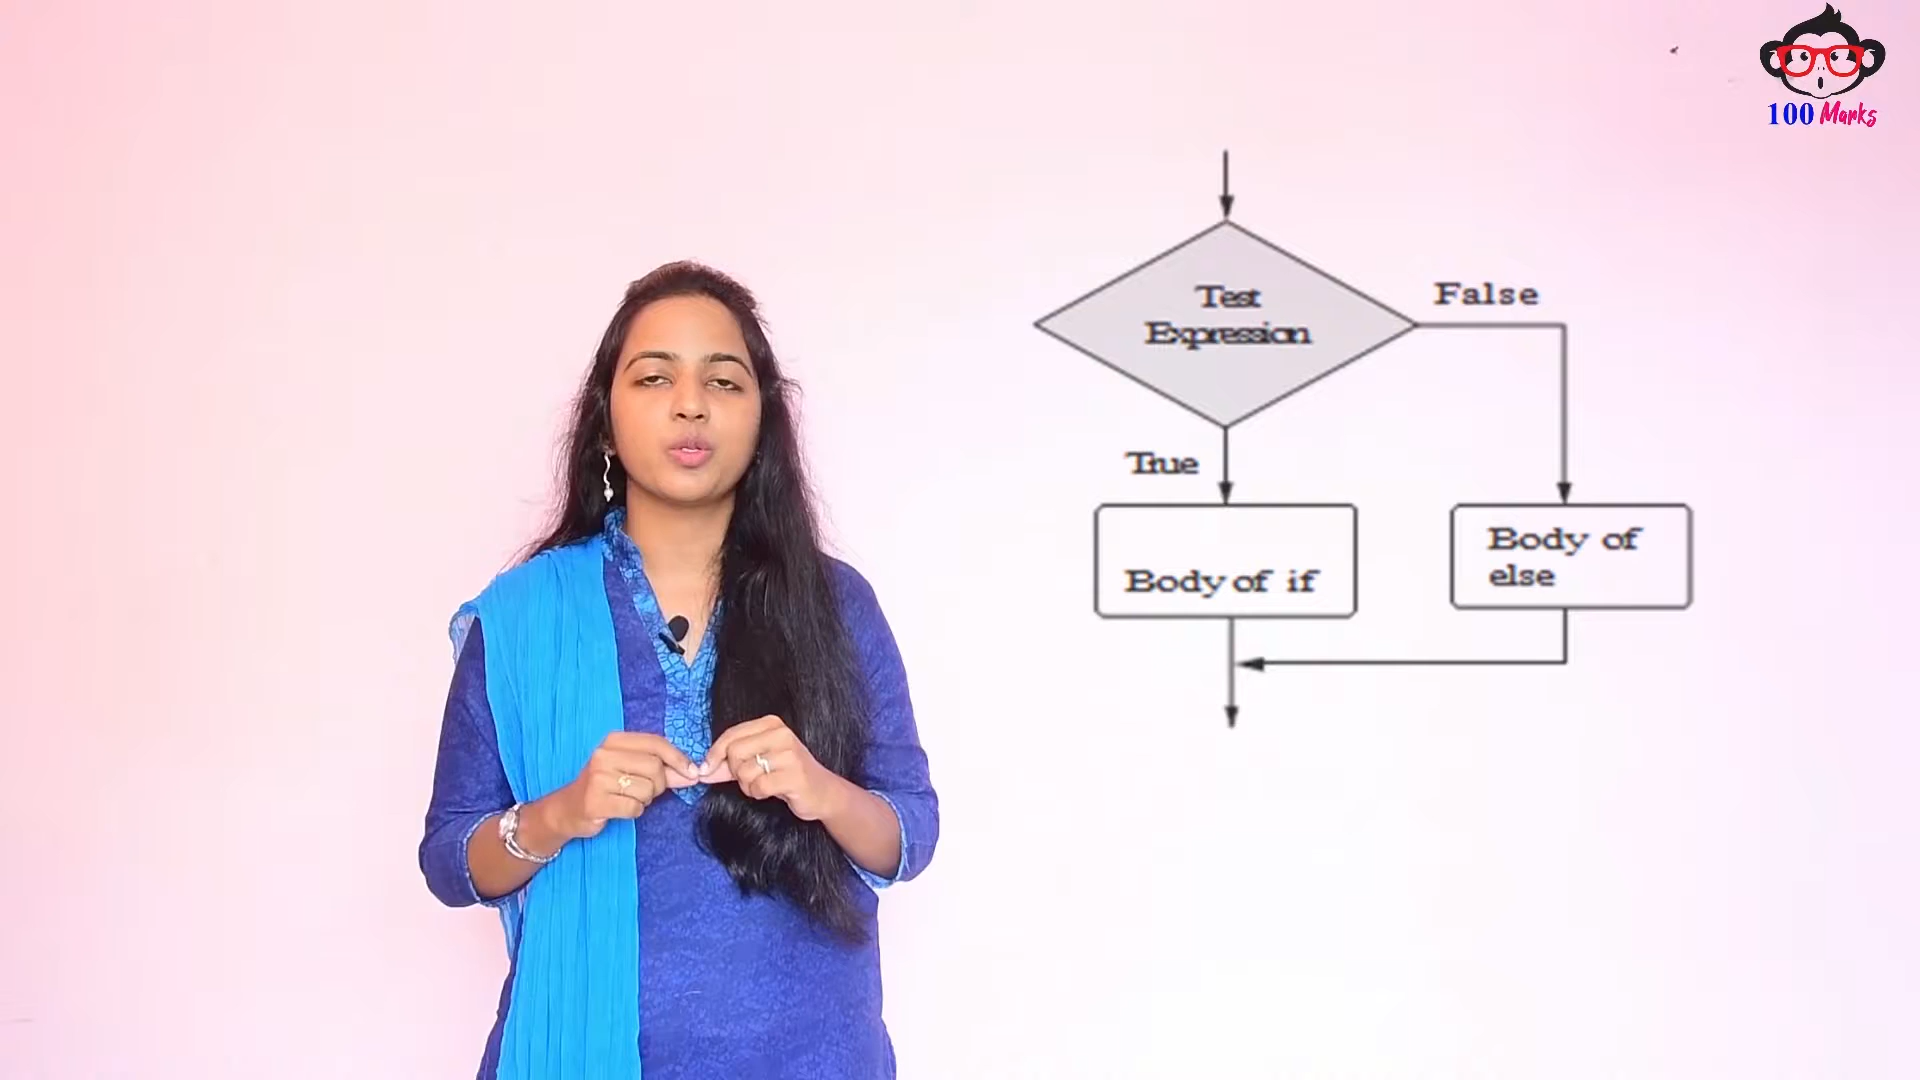 100 Marks
Test
Expression
False
True
Body of if
Body of
else